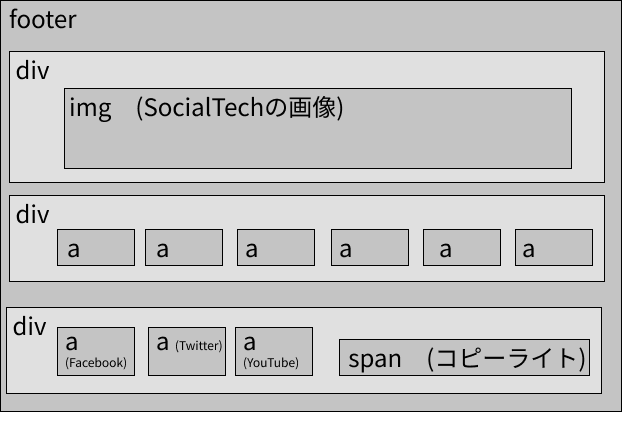 footer
div
img (SocialTechの画像)
div
a a a a a a
div
a (Facebook)
a (Twitter)
a (YouTube)
span (コピーライト)